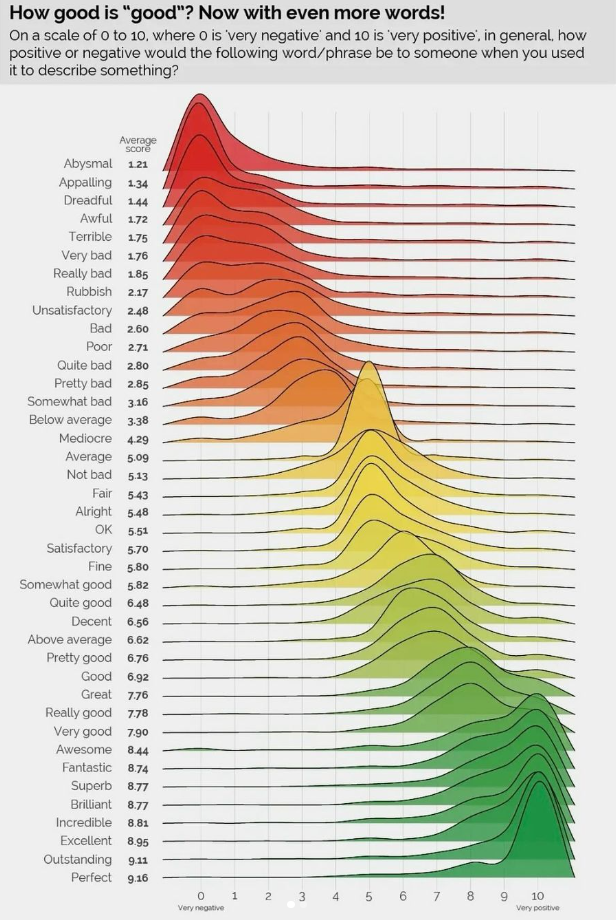 How good is “good”? Now with even more words!
On a scale of 0 to 10, where 0 is 'very negative' and 10 is 'very positive', in general, how
positive or negative would the following word/phrase be to someone when you used
it to describe something?
Average
score
Abysmal 1.21
Appalling 1.34
Dreadful 1.44
Awful 1.72
Terrible 1.75
Very bad 1.76
Really bad 1.85
Rubbish 2.17
Unsatisfactory 2.48
Bad 2.60
Poor 2.71
Quite bad 2.80
Pretty bad 2.85
Somewhat bad 3.16
Below average 3.38
Mediocre 4.29
Average 5.09
Not bad 5.13
Fair 5.43
Alright 5.48
OK 5.51
Satisfactory 5.70
Fine 5.80
Somewhat good 5.82
Quite good 6.48
Decent 6.56
Above average 6.62
Pretty good 6.76
Good 6.92
Great 7.76
Really good 7.78
Very good 7.90
Awesome 8.44
Fantastic 8.74
Superb 8.77
Brilliant 8.77
Incredible 8.81
Excellent 8.95
Outstanding 9.11
Perfect 9.16
0 1 2 3 4 5 6 7 8 9 10
Very negative Very positive